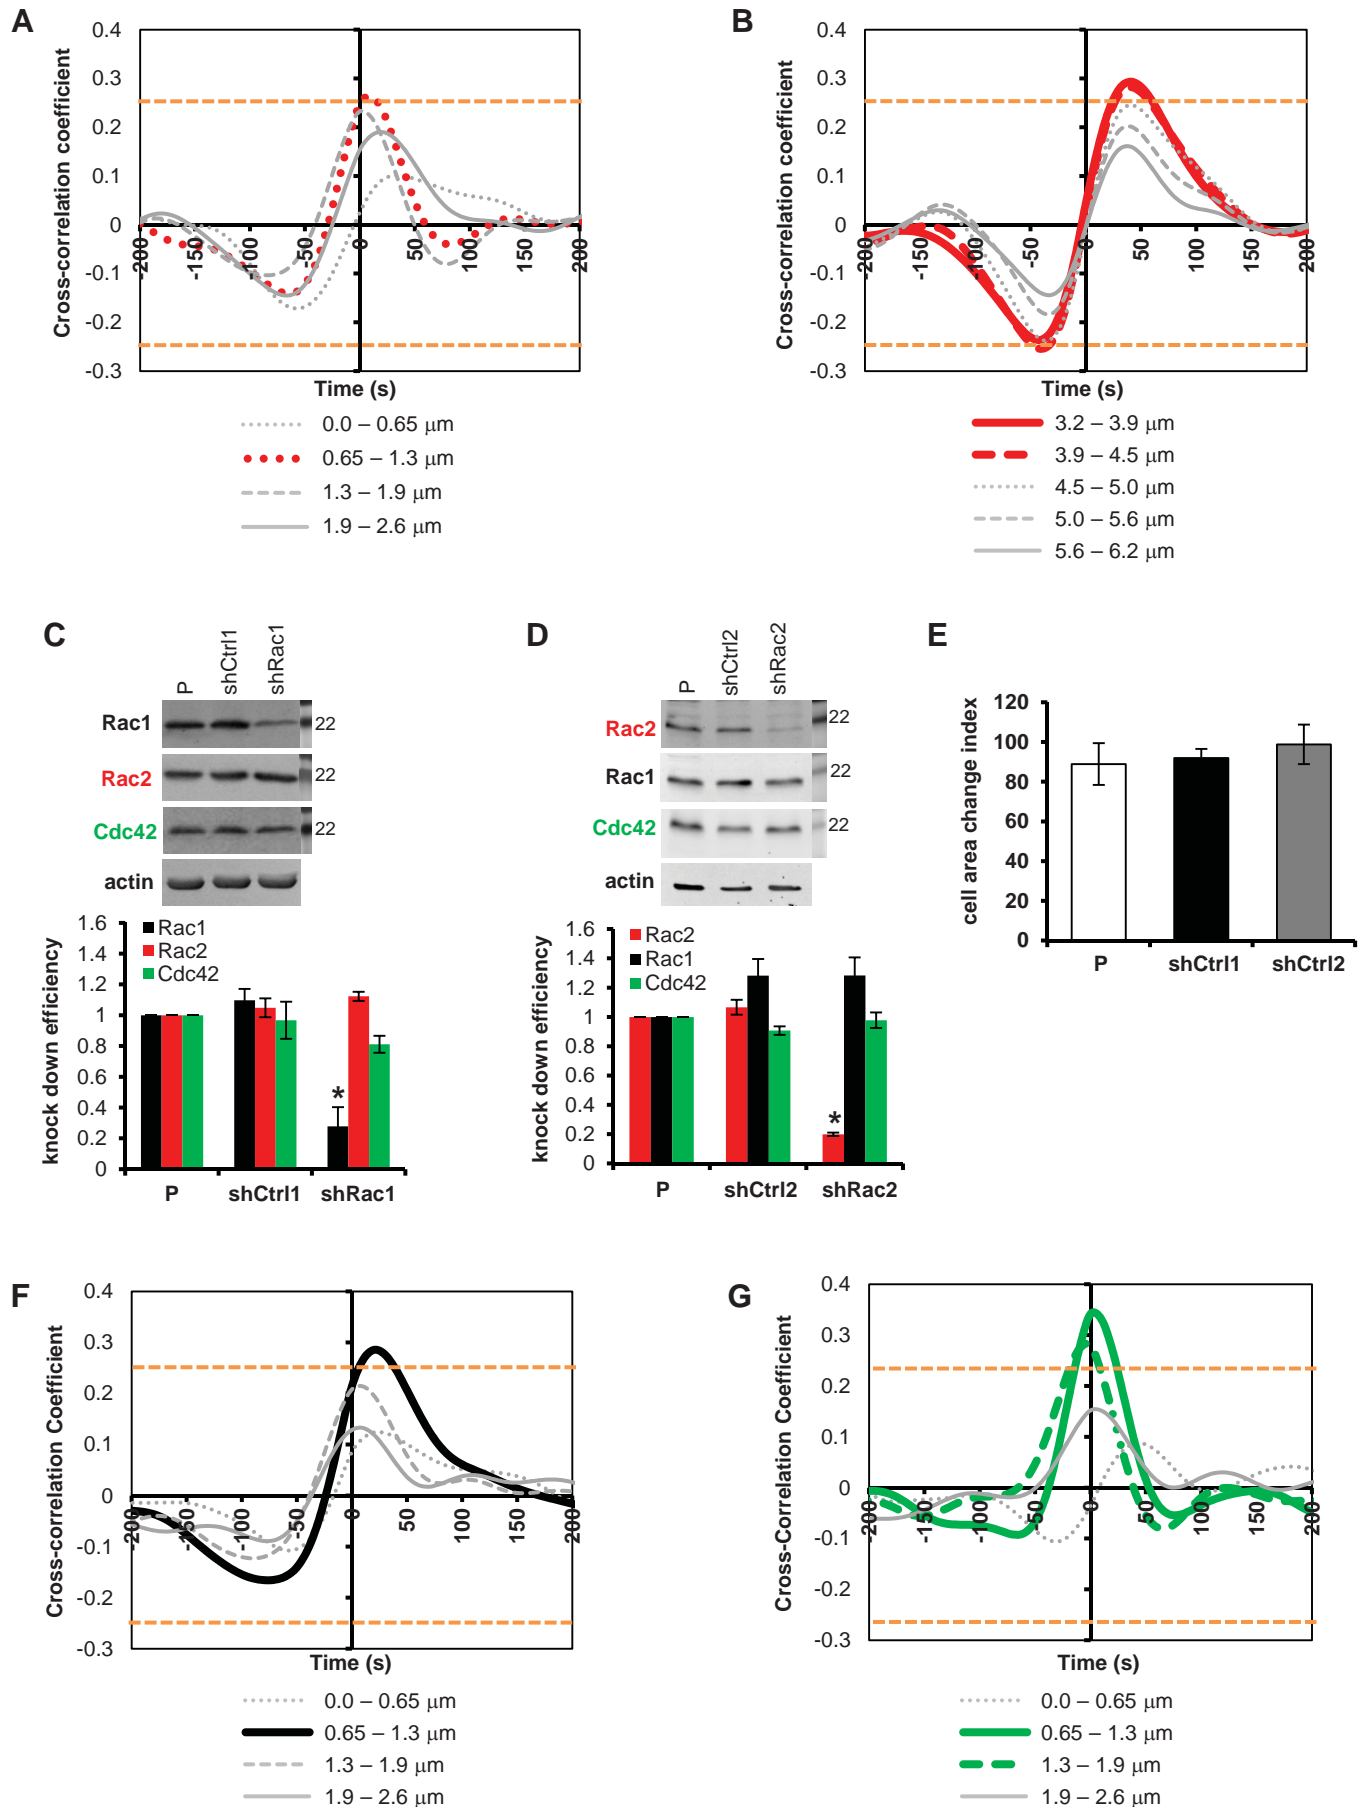 A
Cross-correlation coefficient
0.4
0.3
0.2
0.1
0
-0.1
-0.2
-0.3
-200
-150
-100
-50
0
50
100
150
200
Time (s)
0.0 – 0.65 μm
0.65 – 1.3 μm
1.3 – 1.9 μm
1.9 – 2.6 μm
B
Cross-correlation coefficient
0.4
0.3
0.2
0.1
0
-0.1
-0.2
-0.3
-200
-150
-100
-50
0
50
100
150
200
Time (s)
3.2 – 3.9 μm
3.9 – 4.5 μm
4.5 – 5.0 μm
5.0 – 5.6 μm
5.6 – 6.2 μm
C
P
shCtrl1
shRac1
Rac1
22
Rac2
22
Cdc42
22
actin
knock down efficiency
1.6
1.4
1.2
1
0.8
0.6
0.4
0.2
0
Rac1
Rac2
Cdc42
*
P
shCtrl1
shRac1
D
P
shCtrl2
shRac2
Rac2
22
Rac1
22
Cdc42
22
actin
knock down efficiency
1.6
1.4
1.2
1
0.8
0.6
0.4
0.2
0
Rac2
Rac1
Cdc42
*
P
shCtrl2
shRac2
E
cell area change index
120
100
80
60
40
20
0
P
shCtrl1
shCtrl2
F
Cross-correlation Coefficient
0.4
0.3
0.2
0.1
0
-0.1
-0.2
-0.3
-200
-150
-100
-50
0
50
100
150
200
Time (s)
0.0 – 0.65 μm
0.65 – 1.3 μm
1.3 – 1.9 μm
1.9 – 2.6 μm
G
Cross-Correlation Coefficient
0.4
0.3
0.2
0.1
0
-0.1
-0.2
-0.3
-200
-150
-100
-50
0
50
100
150
200
Time (s)
0.0 – 0.65 μm
0.65 – 1.3 μm
1.3 – 1.9 μm
1.9 – 2.6 μm